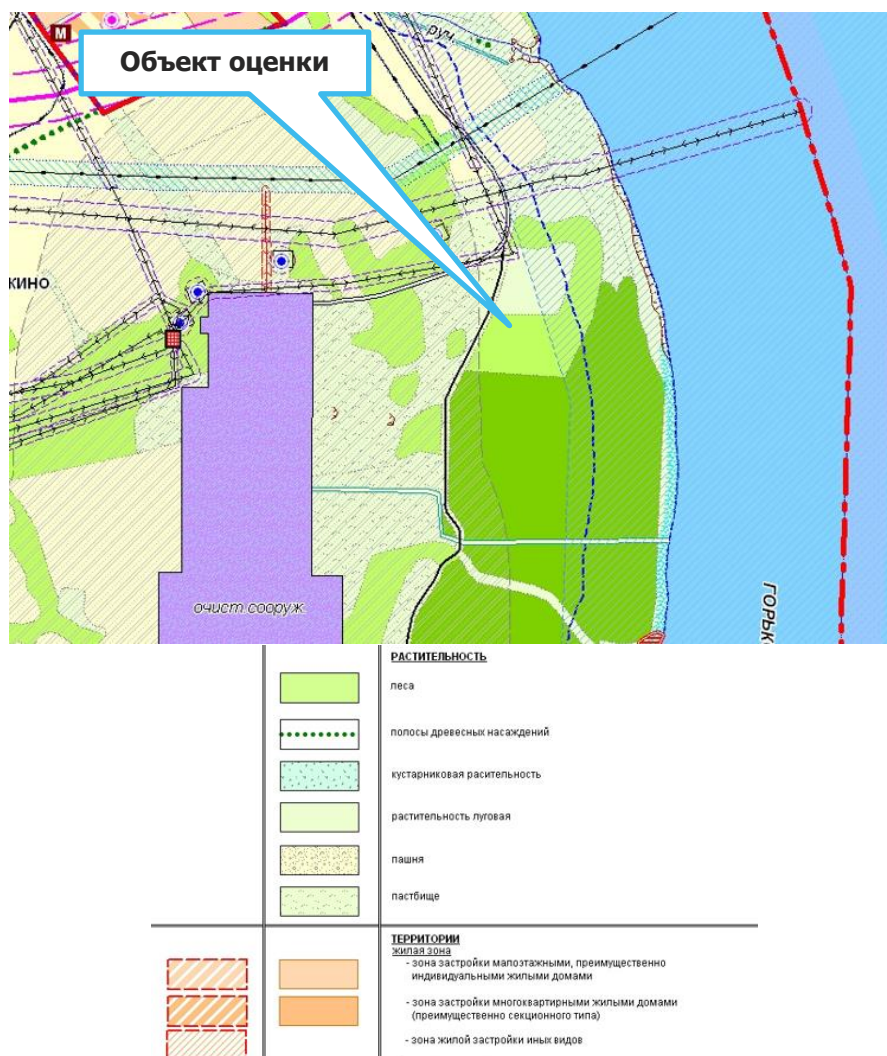 М
Объект оценки
руч.
КИНО
очист.сооруж.
ГОРЬК
РАСТИТЕЛЬНОСТЬ
леса
полосы древесных насаждений
кустарниковая расительность
растительность луговая
пашня
пастбище
ТЕРРИТОРИИ
жилая зона
- зона застройки малоэтажными, преимущественно
индивидуальными жилыми домами
- зона застройки многоквартирными жилыми домами
(преимущественно секционного типа)
- зона жилой застройки иных видов